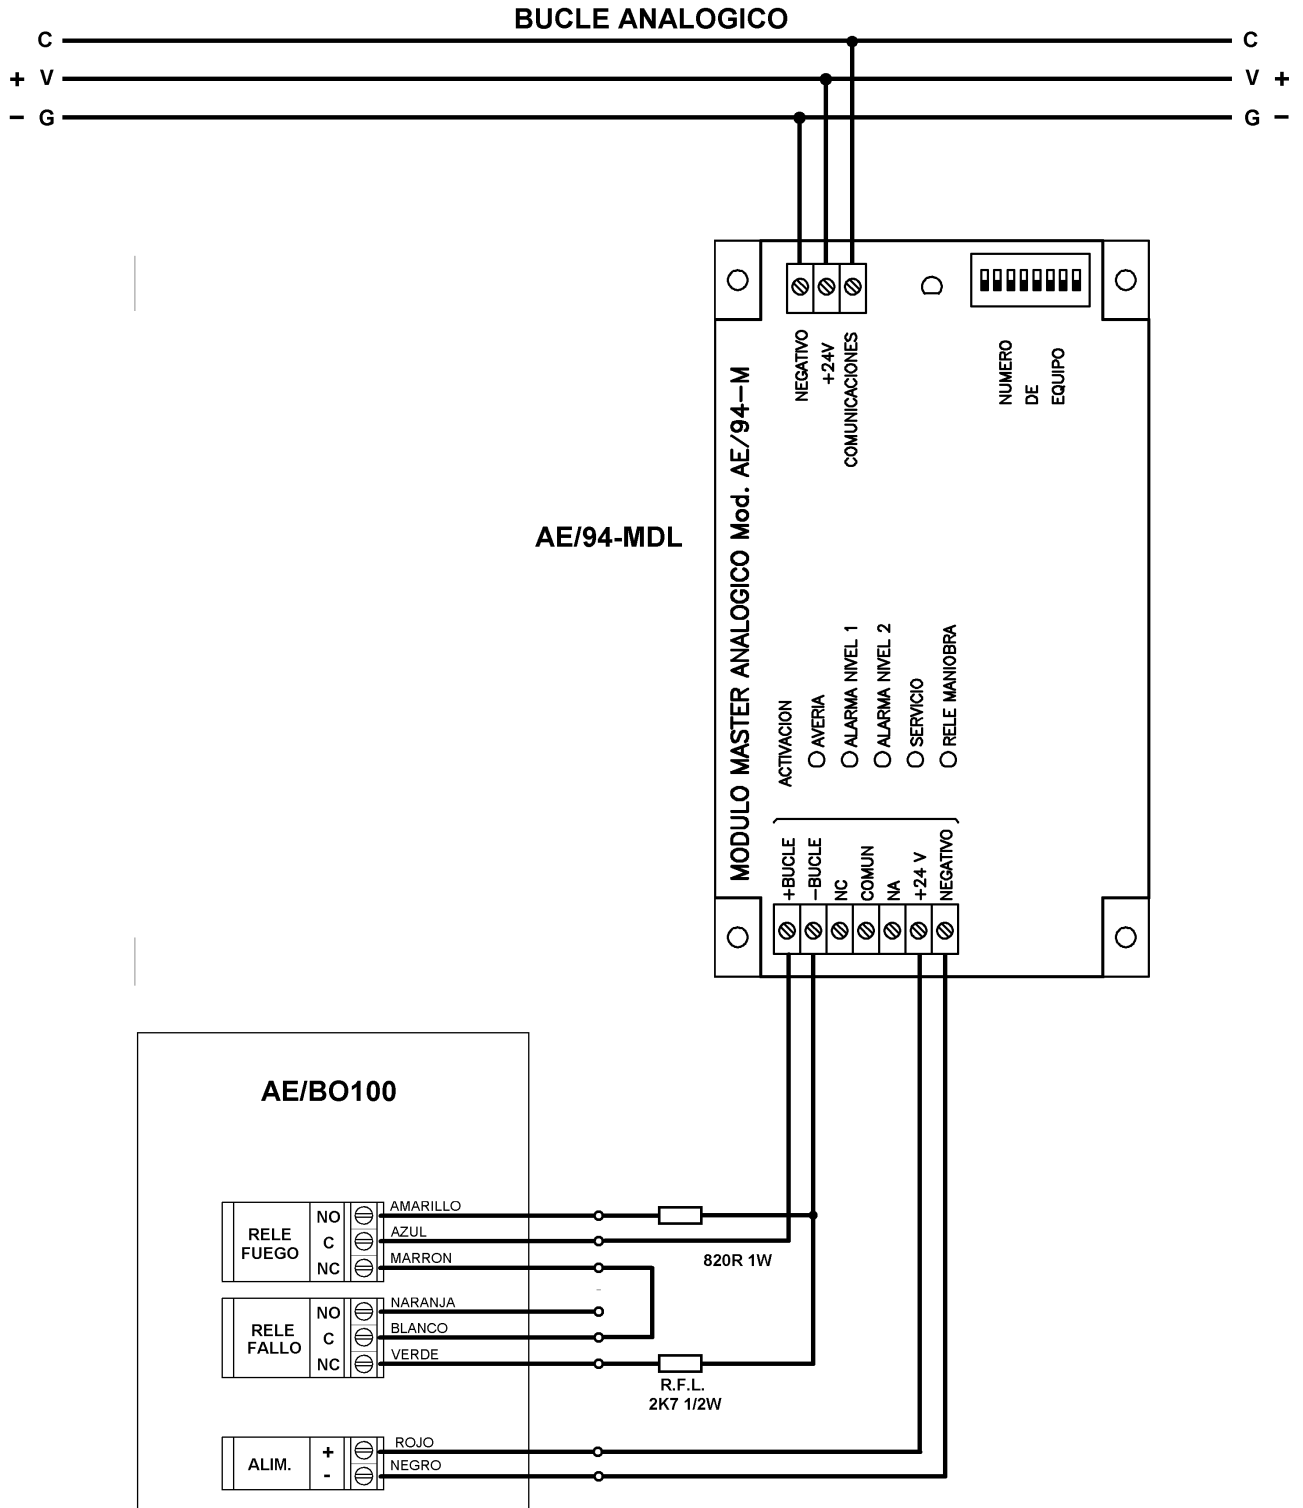 BUCLE ANALOGICO
C
C
+ V
V +
− G
G −
NEGATIVO
+24V
COMUNICACIONES
NUMERO
DE
EQUIPO
MODULO MASTER ANALOGICO Mod. AE/94-M
AE/94-MDL
ACTIVACION
AVERIA
ALARMA NIVEL 1
ALARMA NIVEL 2
SERVICIO
RELE MANIOBRA
+BUCLE
-BUCLE
NC
COMUN
NA
+24 V
NEGATIVO
AE/BO100
RELE
FUEGO
NO
C
NC
AMARILLO
AZUL
MARRON
820R 1W
RELE
FALLO
NO
C
NC
NARANJA
BLANCO
VERDE
R.F.L.
2K7 1/2W
ALIM.
+
-
ROJO
NEGRO